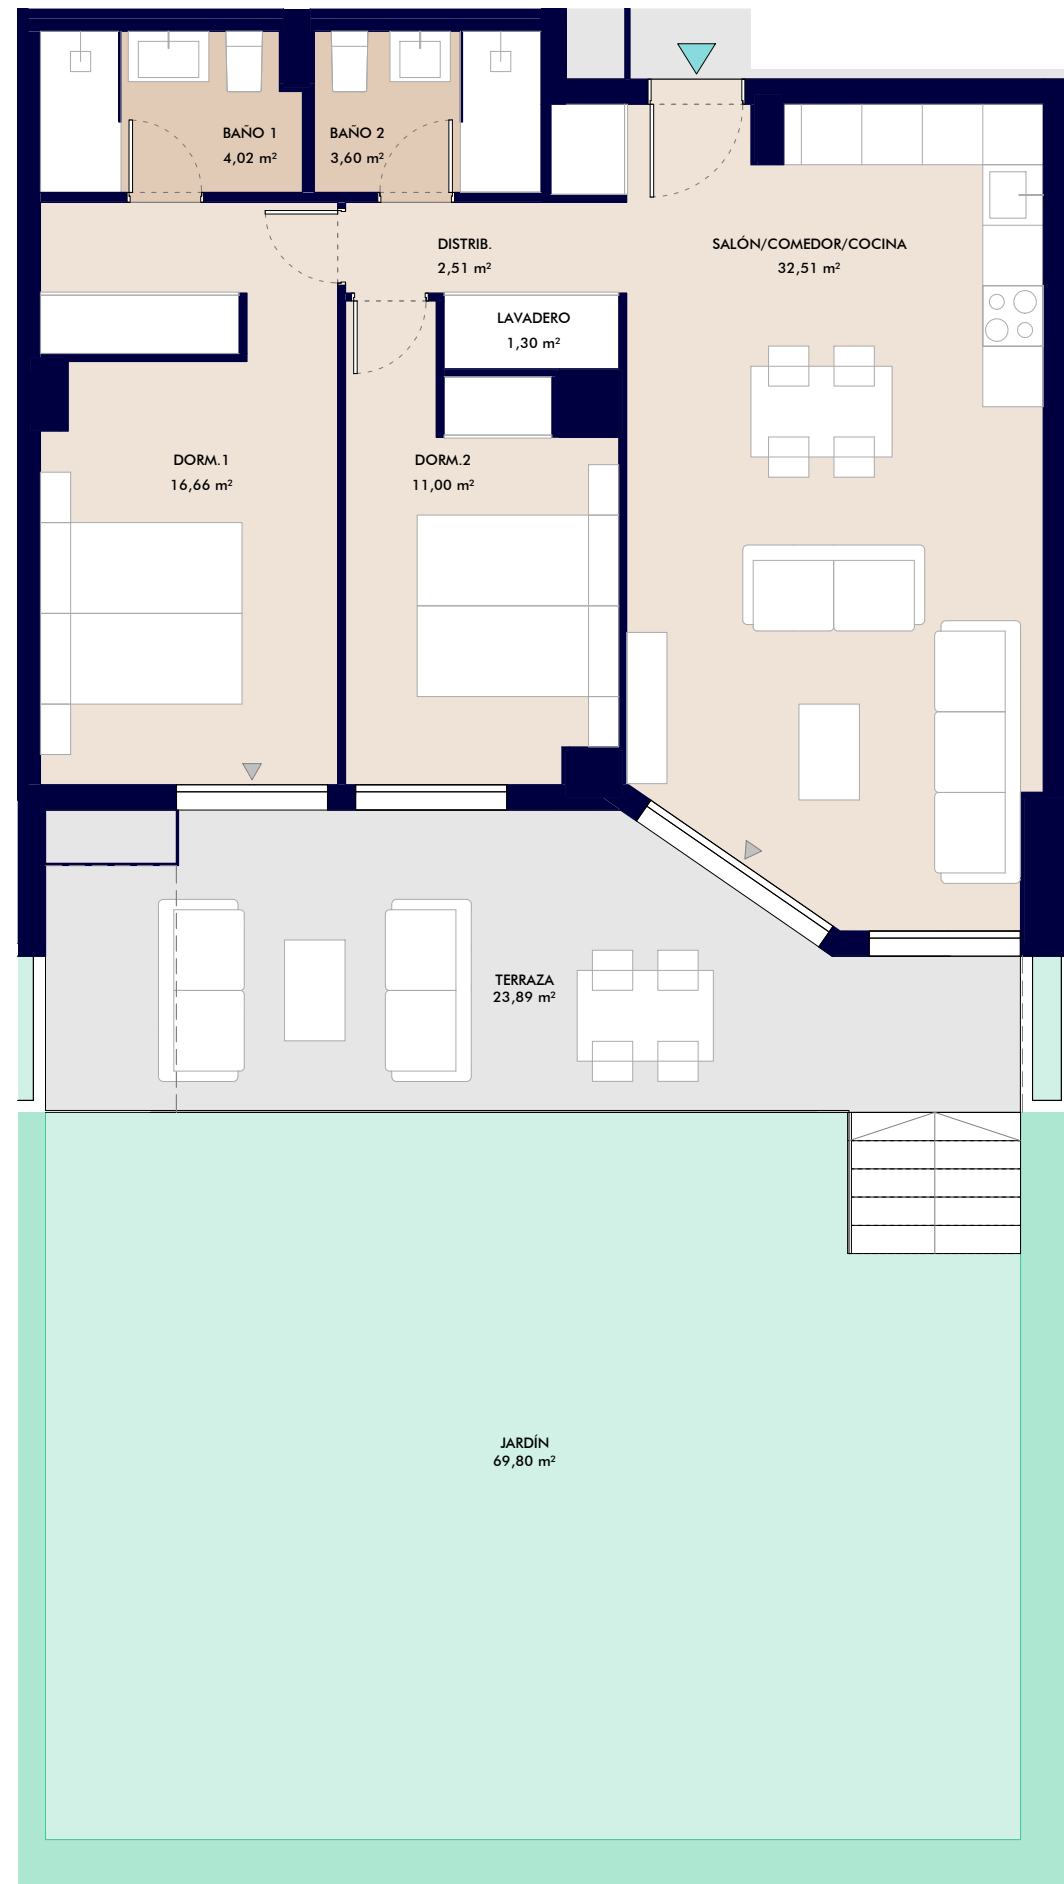 BAÑO 1
4,02 m²
BAÑO 2
3,60 m²
DISTRIB.
2,51 m²
SALÓN/COMEDOR/COCINA
32,51 m²
LAVADERO
1,30 m²
DORM.1
16,66 m²
DORM.2
11,00 m²
TERRAZA
23,89 m²
JARDÍN
69,80 m²